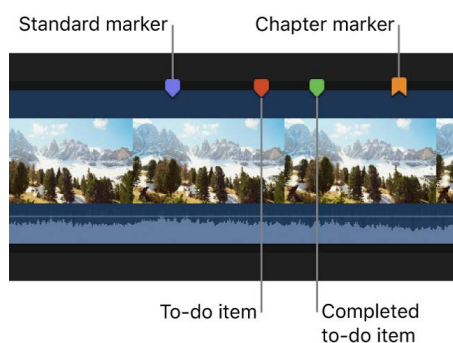 Standard marker
Chapter marker
To-do item
Completed
to-do item